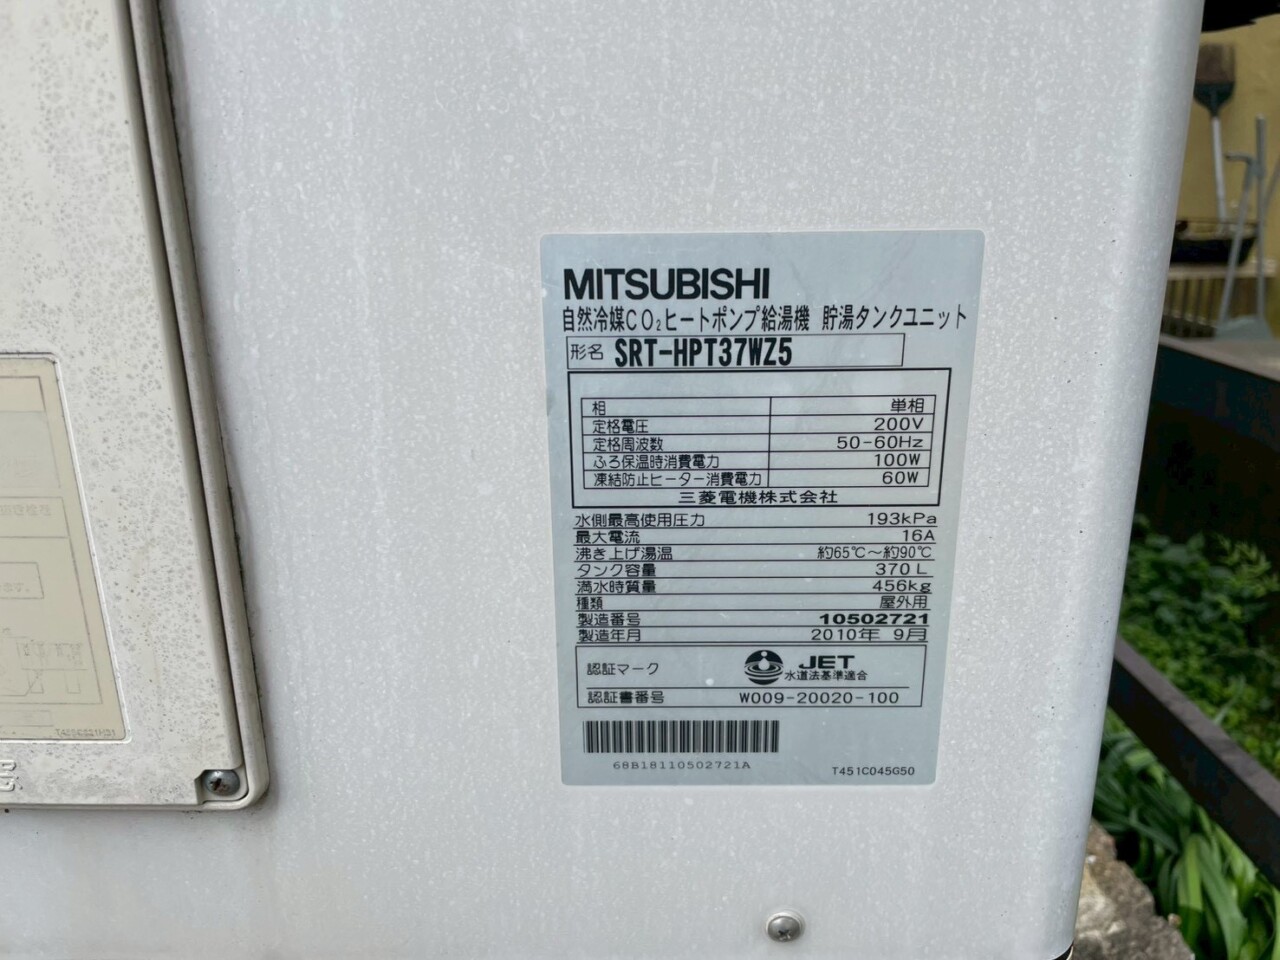 MITSUBISHI
自然冷媒CO₂ヒートポンプ給湯機 貯湯タンクユニット
形名 SRT-HPT37WZ5
相 単相
定格電圧 200V
定格周波数 50-60Hz
ふろ保温時消費電力 100W
凍結防止ヒーター消費電力 60W
三菱電機株式会社
水側最高使用圧力 193kPa
最大電流 16A
沸き上げ湯温 約65℃～約90℃
タンク容量 370L
満水時質量 456kg
種類 屋外用
製造番号 10502721
製造年月 2010年 9月
認証マーク JET
水道法基準適合
認証書番号 W009-20020-100
68B18110502721A
T451C045G50